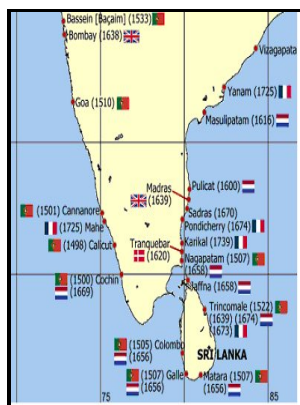 Bassein [Baçaim] (1533)
Bombay (1638)
Vizagapata
Yanam (1725)
Goa (1510)
Masulipatam (1616)
Pulicat (1600)
Madras
(1639)
Sadras (1670)
(1501) Cannanore
Pondicherry (1674)
(1725) Mahe
Karikal (1739)
Tranquebar
(1620)
(1498) Calicut
Nagapatam (1507)
(1658)
(1500) Cochin
(1669)
Jaffna (1658)
Trincomale (1522)
(1639) (1674)
(1673)
(1505) Colombo
(1656)
SRI LANKA
(1507) Galle
(1656)
Matara (1507)
(1656)
75
85